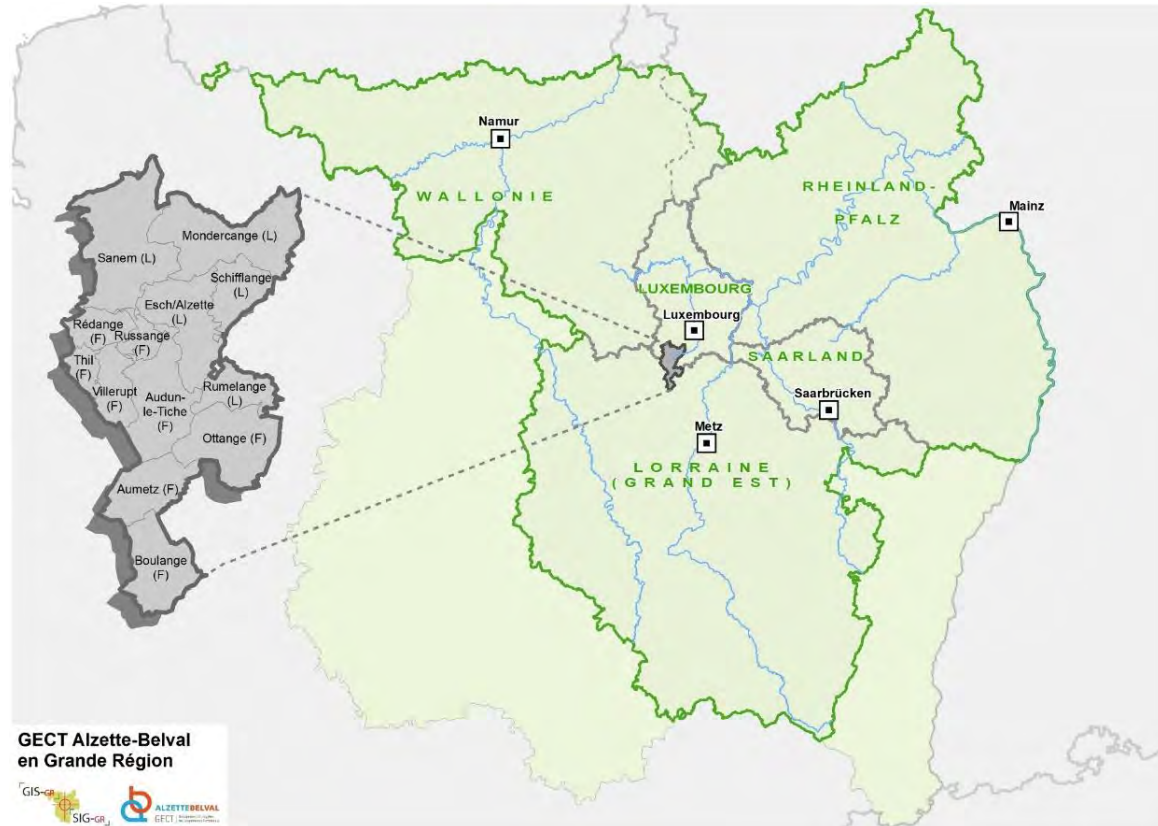 Namur
WALLONIE
RHEINLAND-
PFALZ
Mainz
LUXEMBOURG
Luxembourg
SAARLAND
Saarbrücken
Metz
LORRAINE
(GRAND EST)
Mondercange (L)
Sanem (L)
Schifflange
(L)
Esch/Alzette
(L)
Rédange
(F)
Russange
(F)
Thil
(F)
Villerupt
(F)
Audun-
le-Tiche
(F)
Rumelange
(L)
Ottange (F)
Aumetz (F)
Boulange
(F)
GECT Alzette-Belval
en Grande Région
GIS-GR
SIG-GR
ALZETTEBELVAL
GECT